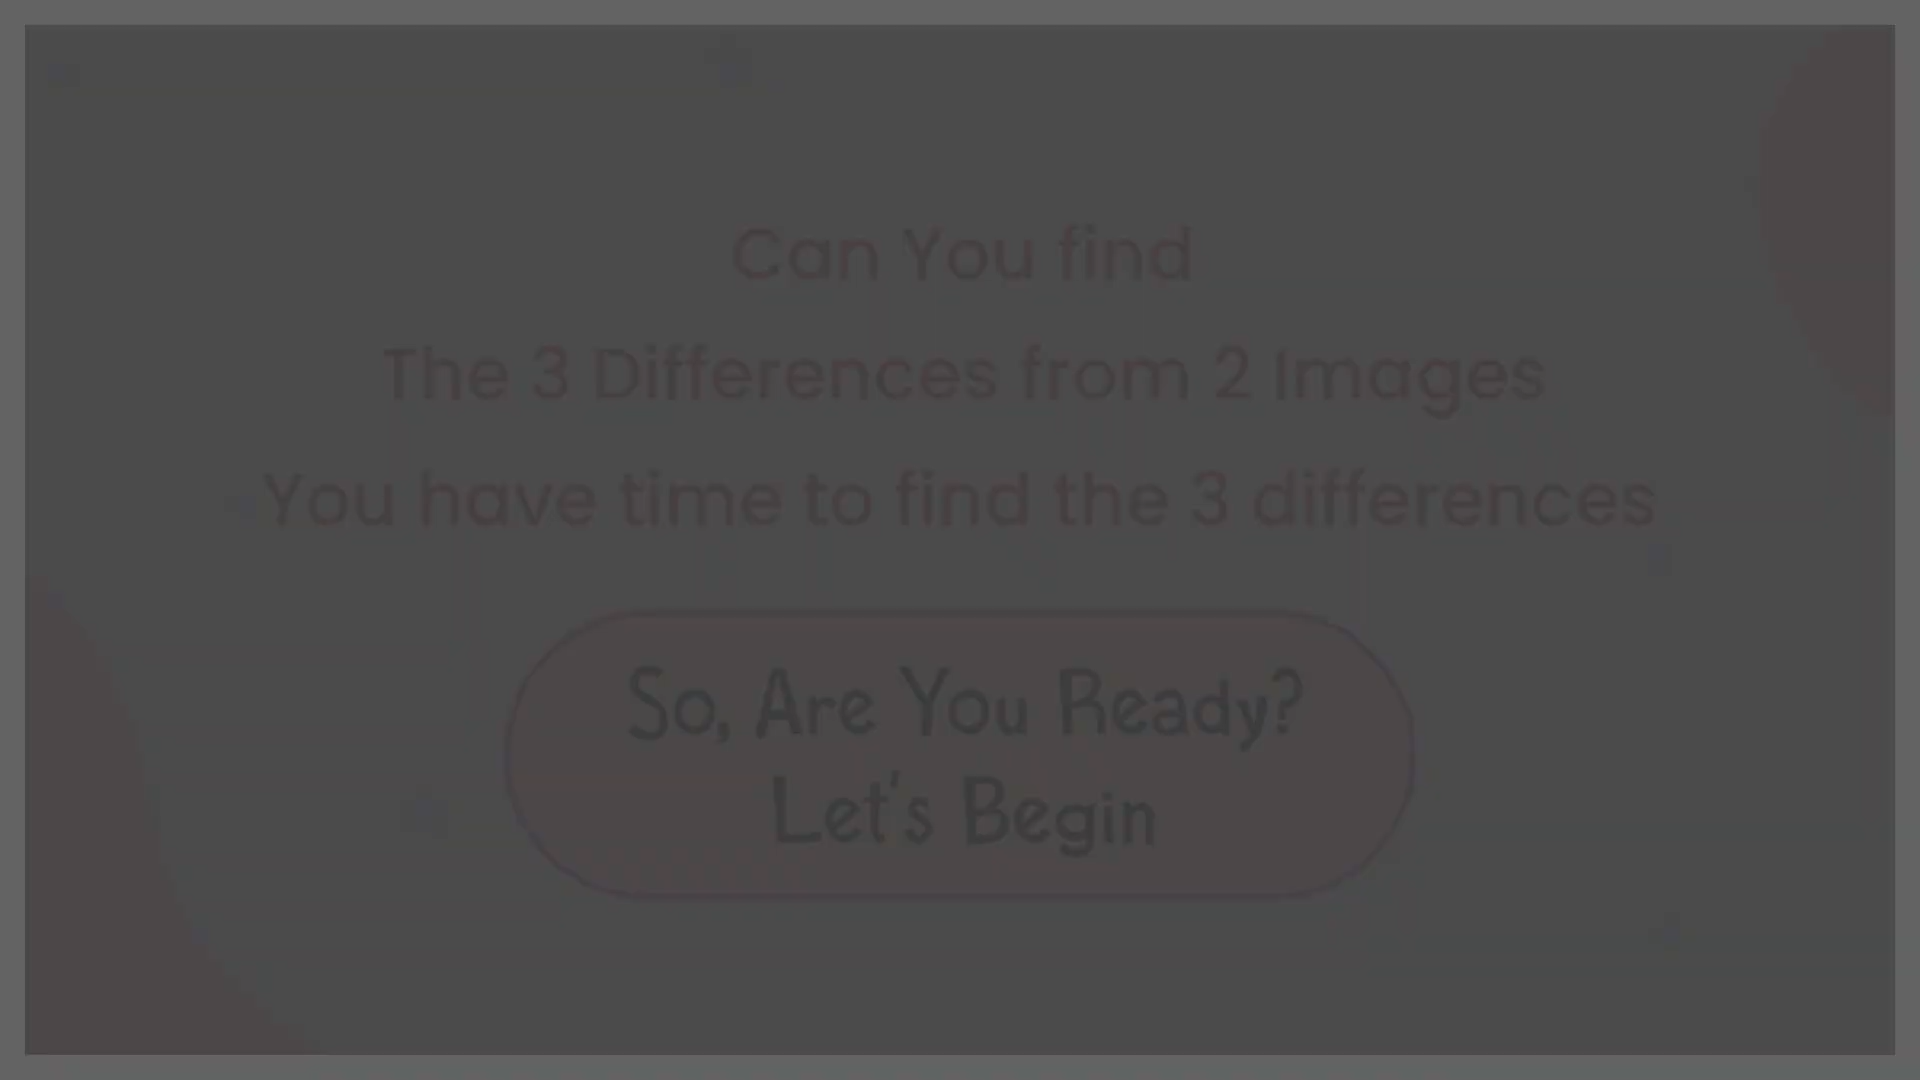 Can You find
The 3 Differences from 2 Images
You have time to find the 3 differences
So, Are You Ready?
Let's Begin